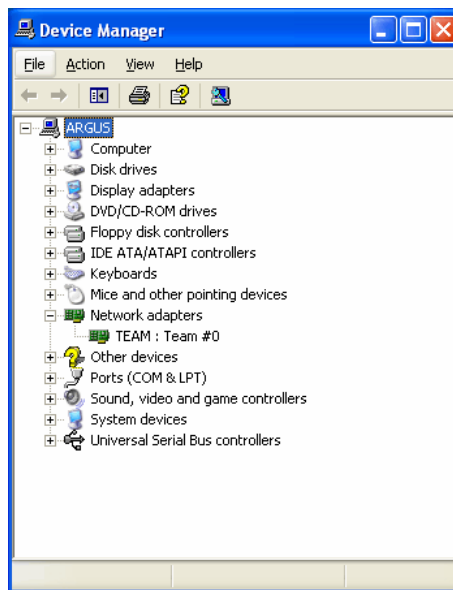 Device Manager
File Action View Help
ARGUS
Computer
Disk drives
Display adapters
DVD/CD-ROM drives
Floppy disk controllers
IDE ATA/ATAPI controllers
Keyboards
Mice and other pointing devices
Network adapters
TEAM : Team #0
Other devices
Ports (COM & LPT)
Sound, video and game controllers
System devices
Universal Serial Bus controllers